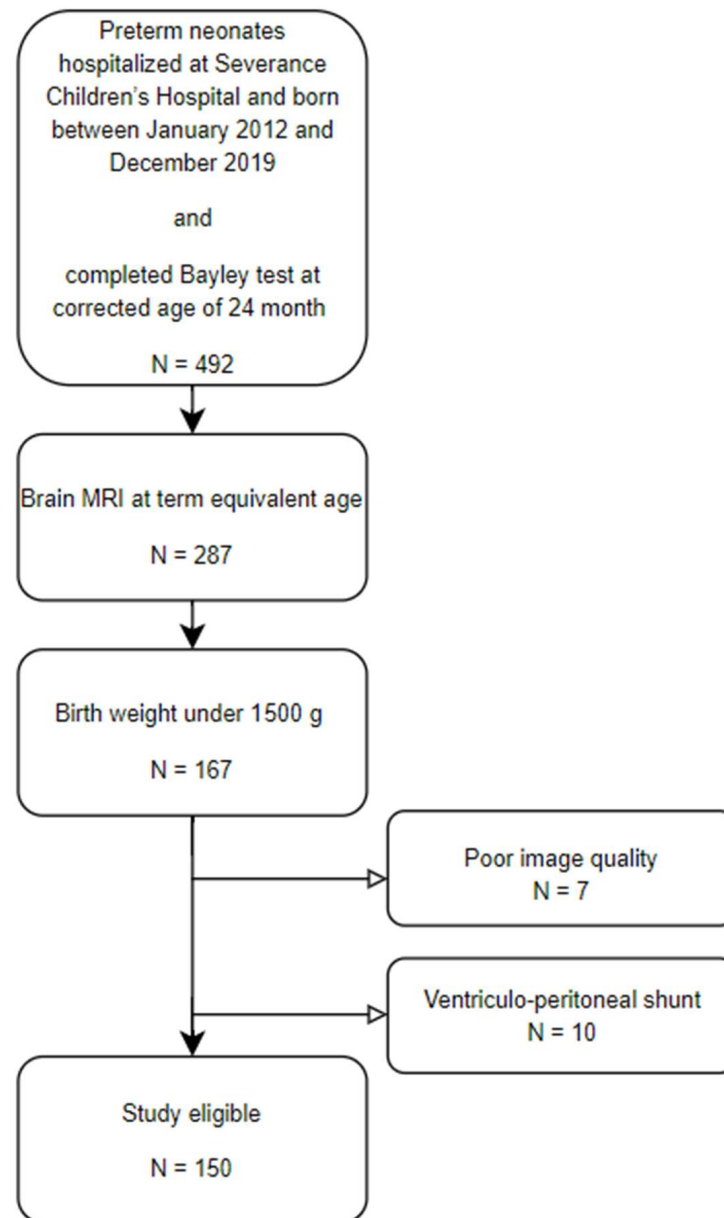 Preterm neonates
hospitalized at Severance
Children's Hospital and born
between January 2012 and
December 2019
and
completed Bayley test at
corrected age of 24 month
N = 492
Brain MRI at term equivalent age
N = 287
Birth weight under 1500 g
N = 167
Poor image quality
N = 7
Ventriculo-peritoneal shunt
N = 10
Study eligible
N = 150